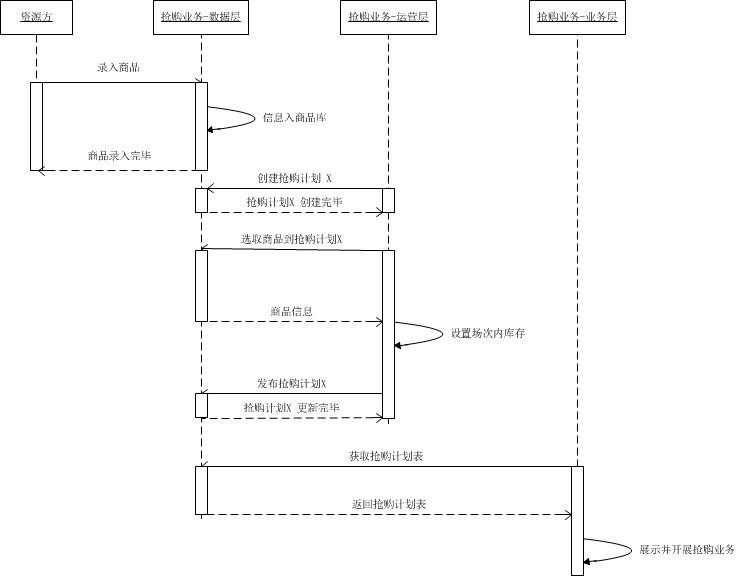 资源方
抢购业务-数据层
抢购业务-运营层
抢购业务-业务层
录入商品
信息入商品库
商品录入完毕
创建抢购计划 X
抢购计划X 创建完毕
选取商品到抢购计划X
商品信息
设置场次内库存
发布抢购计划X
抢购计划X 更新完毕
获取抢购计划表
返回抢购计划表
展示并开展抢购业务